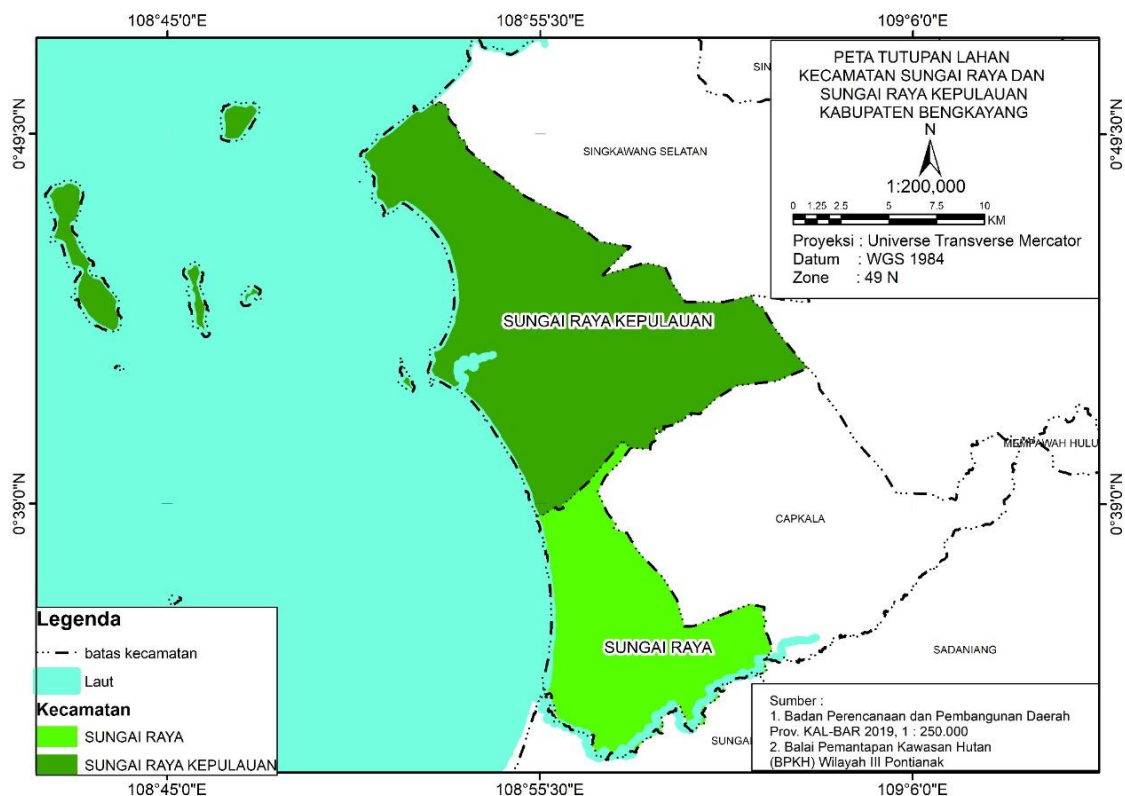 108°45'0"E
108°55'30"E
109°6'0"E
PETA TUTUPAN LAHAN
KECAMATAN SUNGAI RAYA DAN
SUNGAI RAYA KEPULAUAN
KABUPATEN BENGKAYANG
N
1:200,000
0 1.25 2.5 5 7.5 10
KM
Proyeksi : Universe Transverse Mercator
Datum : WGS 1984
Zone : 49 N
SIN
0°49'30"N
0°49'30"N
SINGKAWANG SELATAN
SUNGAI RAYA KEPULAUAN
MEMPAWAH HULU
0°39'0"N
0°39'0"N
CAPKALA
SUNGAI RAYA
SADANIANG
SUNGAI
Legenda
batas kecamatan
Laut
Kecamatan
SUNGAI RAYA
SUNGAI RAYA KEPULAUAN
Sumber :
1. Badan Perencanaan dan Pembangunan Daerah
Prov. KAL-BAR 2019, 1 : 250.000
2. Balai Pemantapan Kawasan Hutan
(BPKH) Wilayah III Pontianak
108°45'0"E
108°55'30"E
109°6'0"E